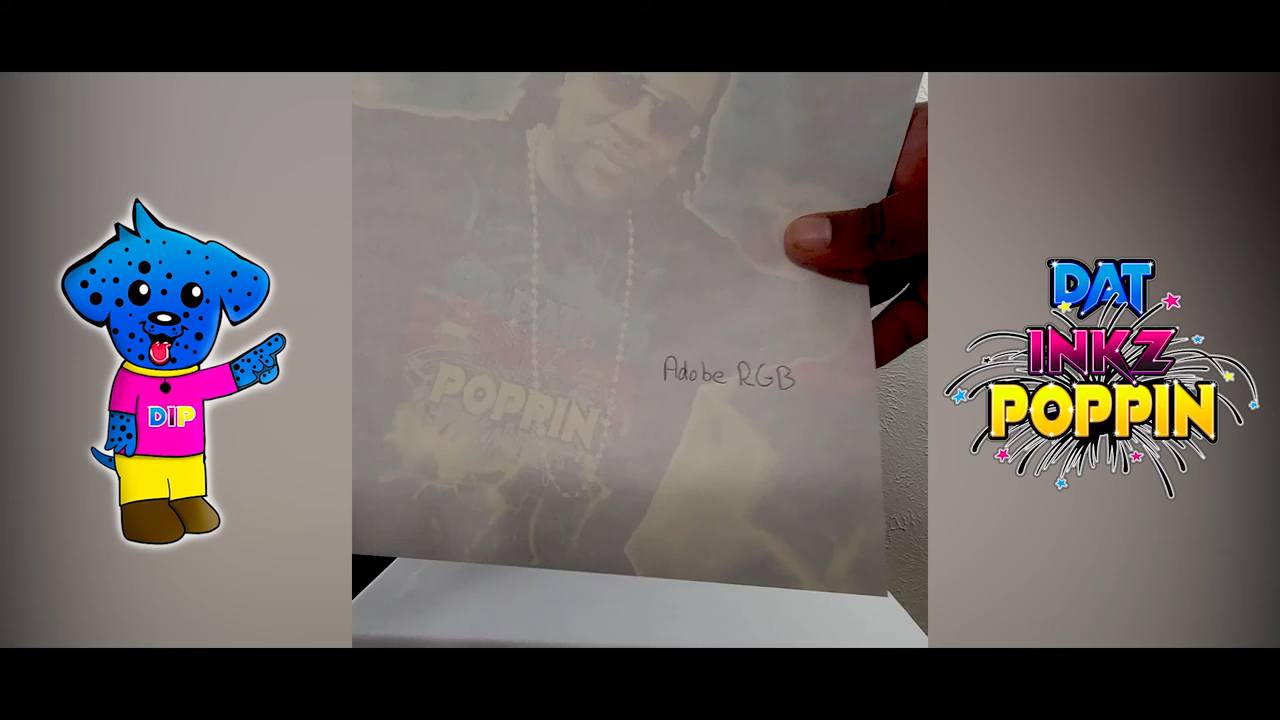 DIP
POPPIN
Adobe RGB
DAT
INKZ
POPPIN